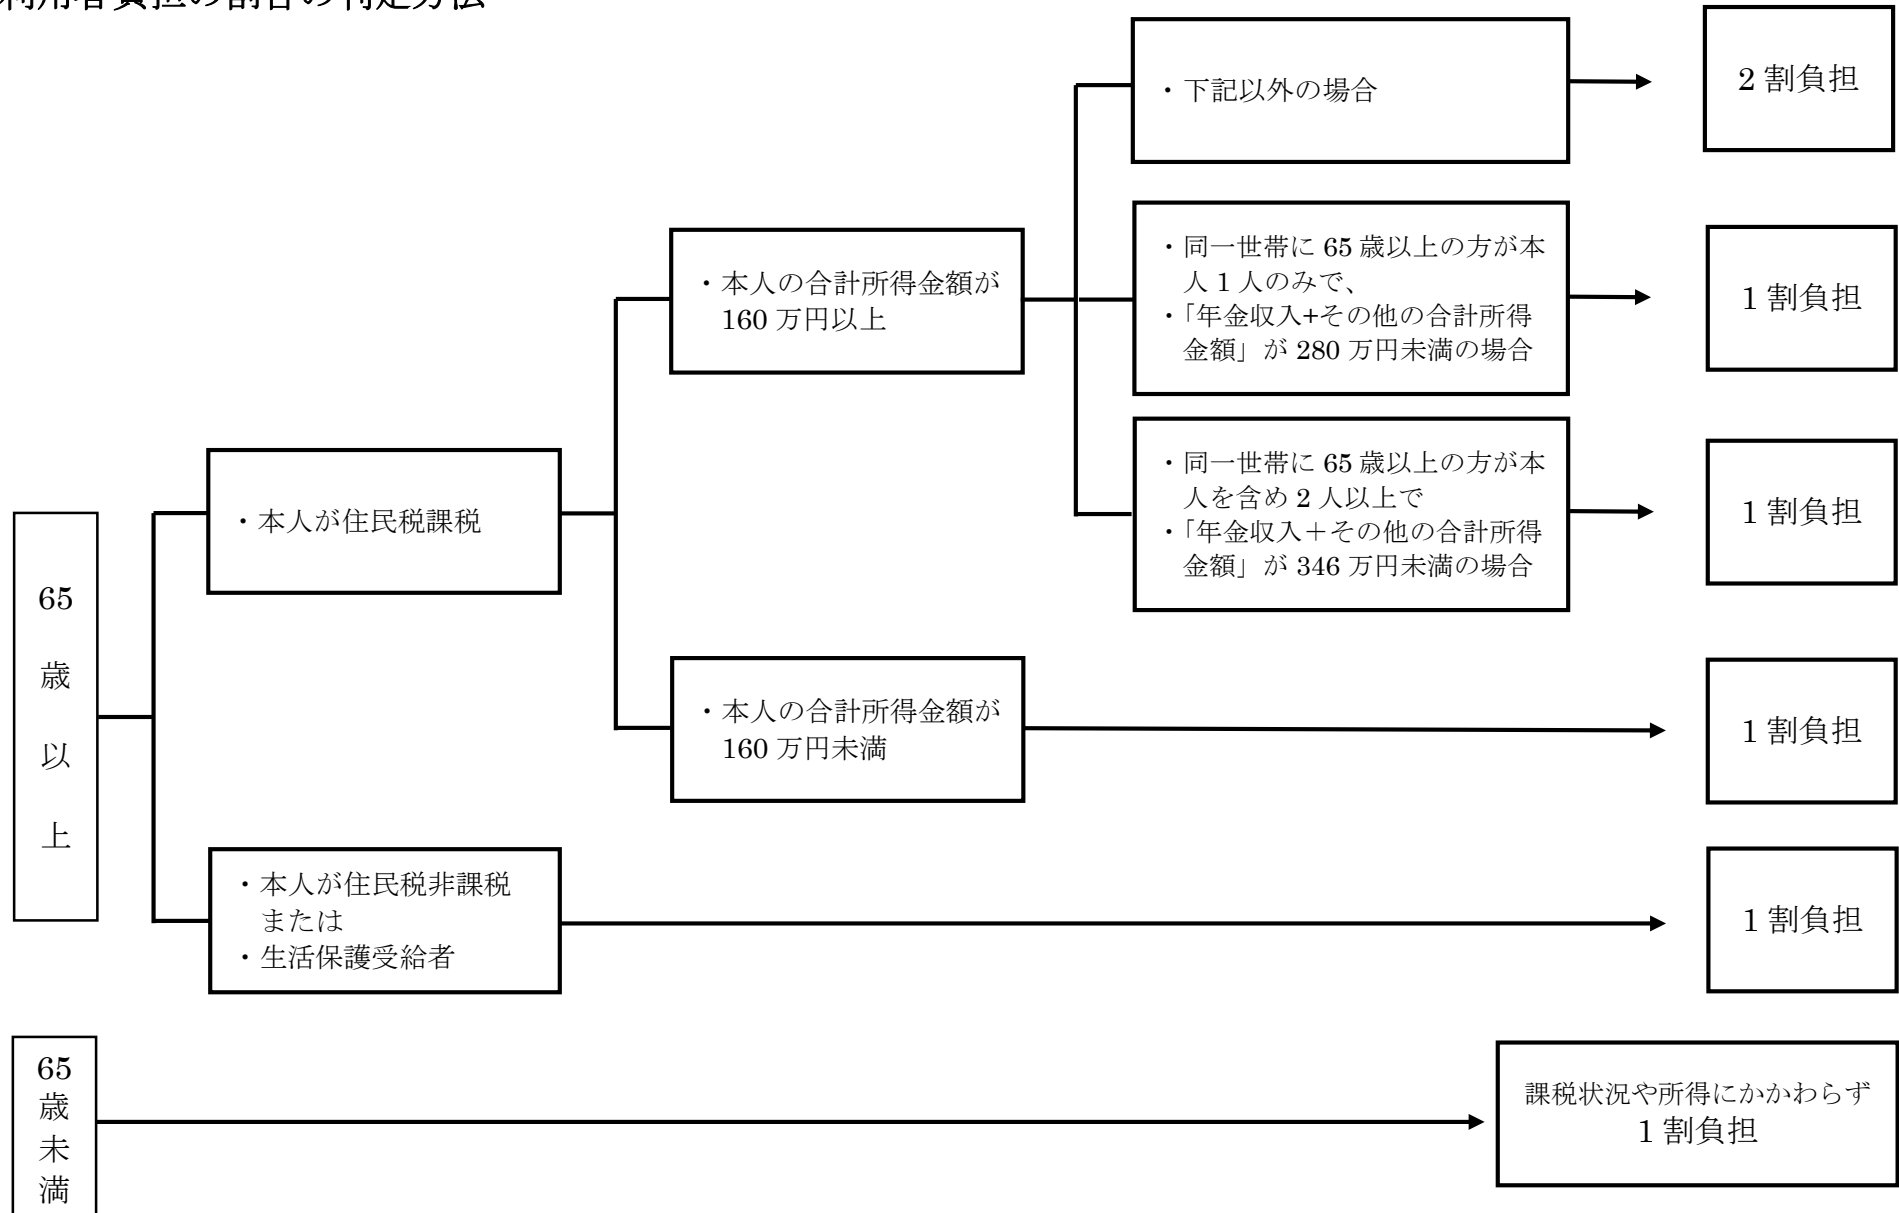 利用者負担の割合の判定方法
・下記以外の場合
2 割負担
・同一世帯に 65 歳以上の方が本
人 1 人のみで、
・「年金収入+その他の合計所得
金額」が 280 万円未満の場合
1 割負担
・本人の合計所得金額が
160 万円以上
・同一世帯に 65 歳以上の方が本
人を含め 2 人以上で
・「年金収入＋その他の合計所得
金額」が 346 万円未満の場合
1 割負担
・本人が住民税課税
65
歳
以
上
・本人の合計所得金額が
160 万円未満
1 割負担
・本人が住民税非課税
または
・生活保護受給者
1 割負担
65
歳
未
満
課税状況や所得にかかわらず
1 割負担